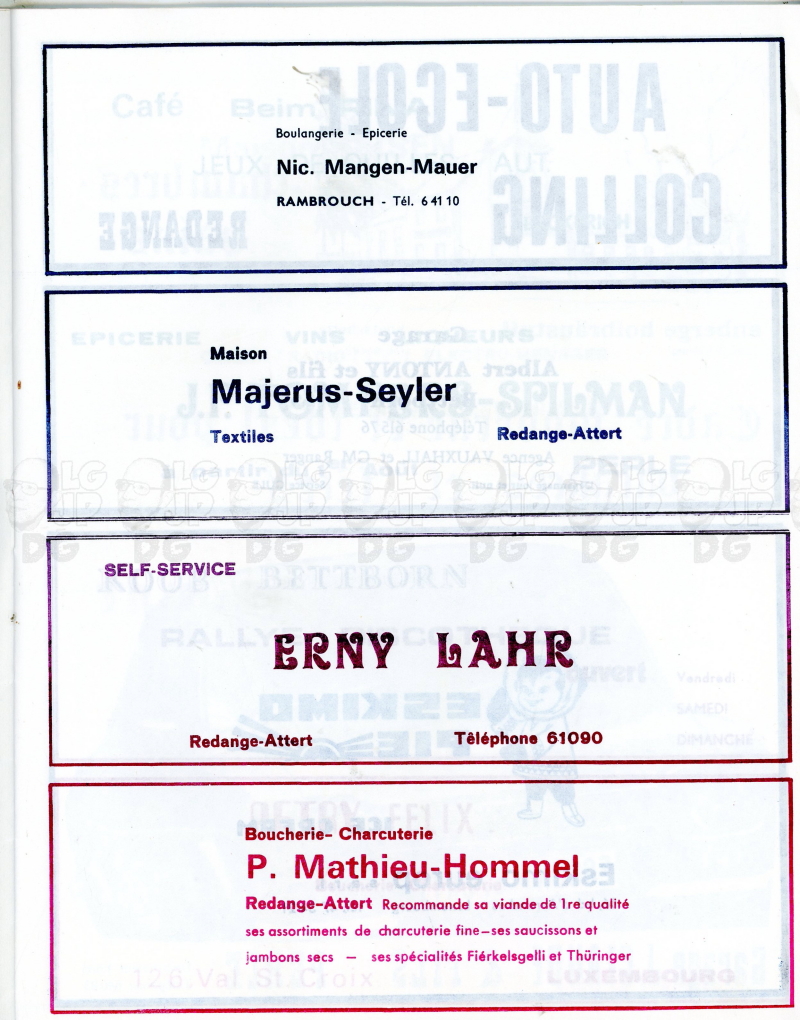 Boulangerie - Epicerie
Nic. Mangen-Mauer
RAMBROUCH - Tél. 6 41 10
Maison
Majerus-Seyler
Textiles Redange-Attert
SELF-SERVICE
ERNY LAHR
Redange-Attert Têléphone 61090
Boucherie- Charcuterie
P. Mathieu-Hommel
Redange-Attert Recommande sa viande de 1re qualité
ses assortiments de charcuterie fine-ses saucissons et
jambons secs — ses spécialités Fiérkelsgelli et Thüringer